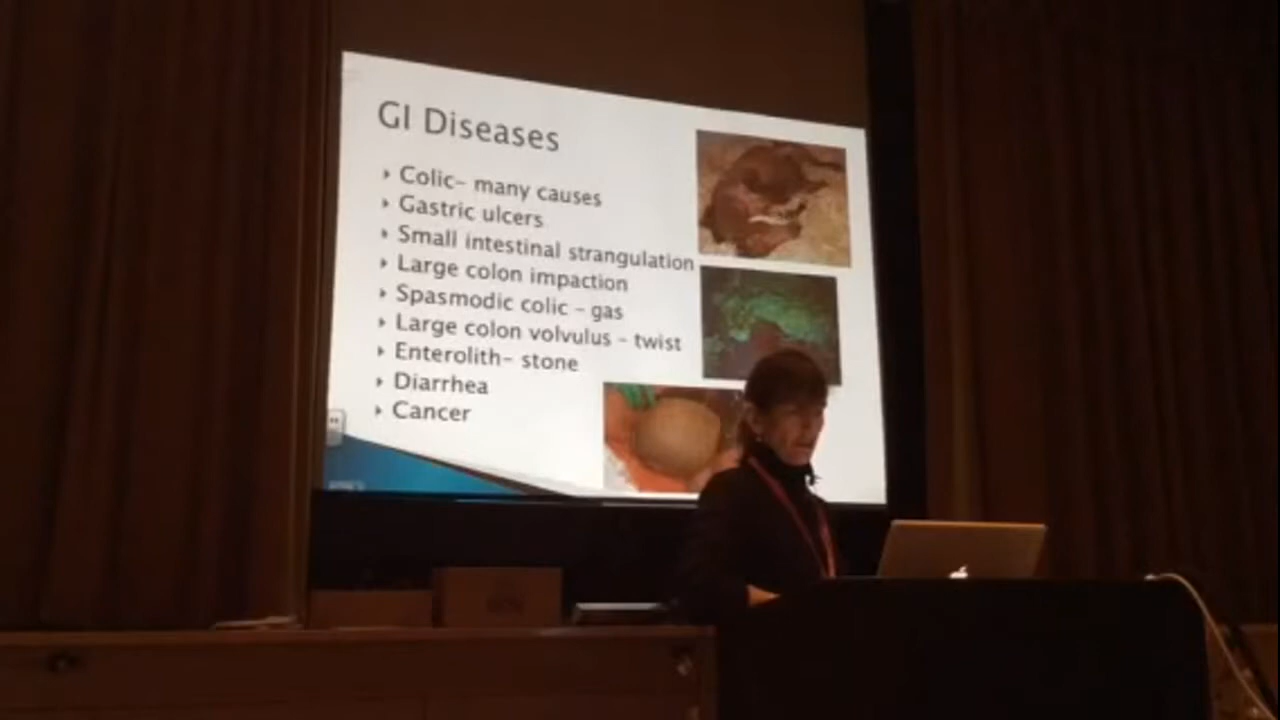 GI Diseases
Colic- many causes
Gastric ulcers
Small intestinal strangulation
Large colon impaction
Spasmodic colic - gas
Large colon volvulus - twist
Enterolith- stone
Diarrhea
Cancer